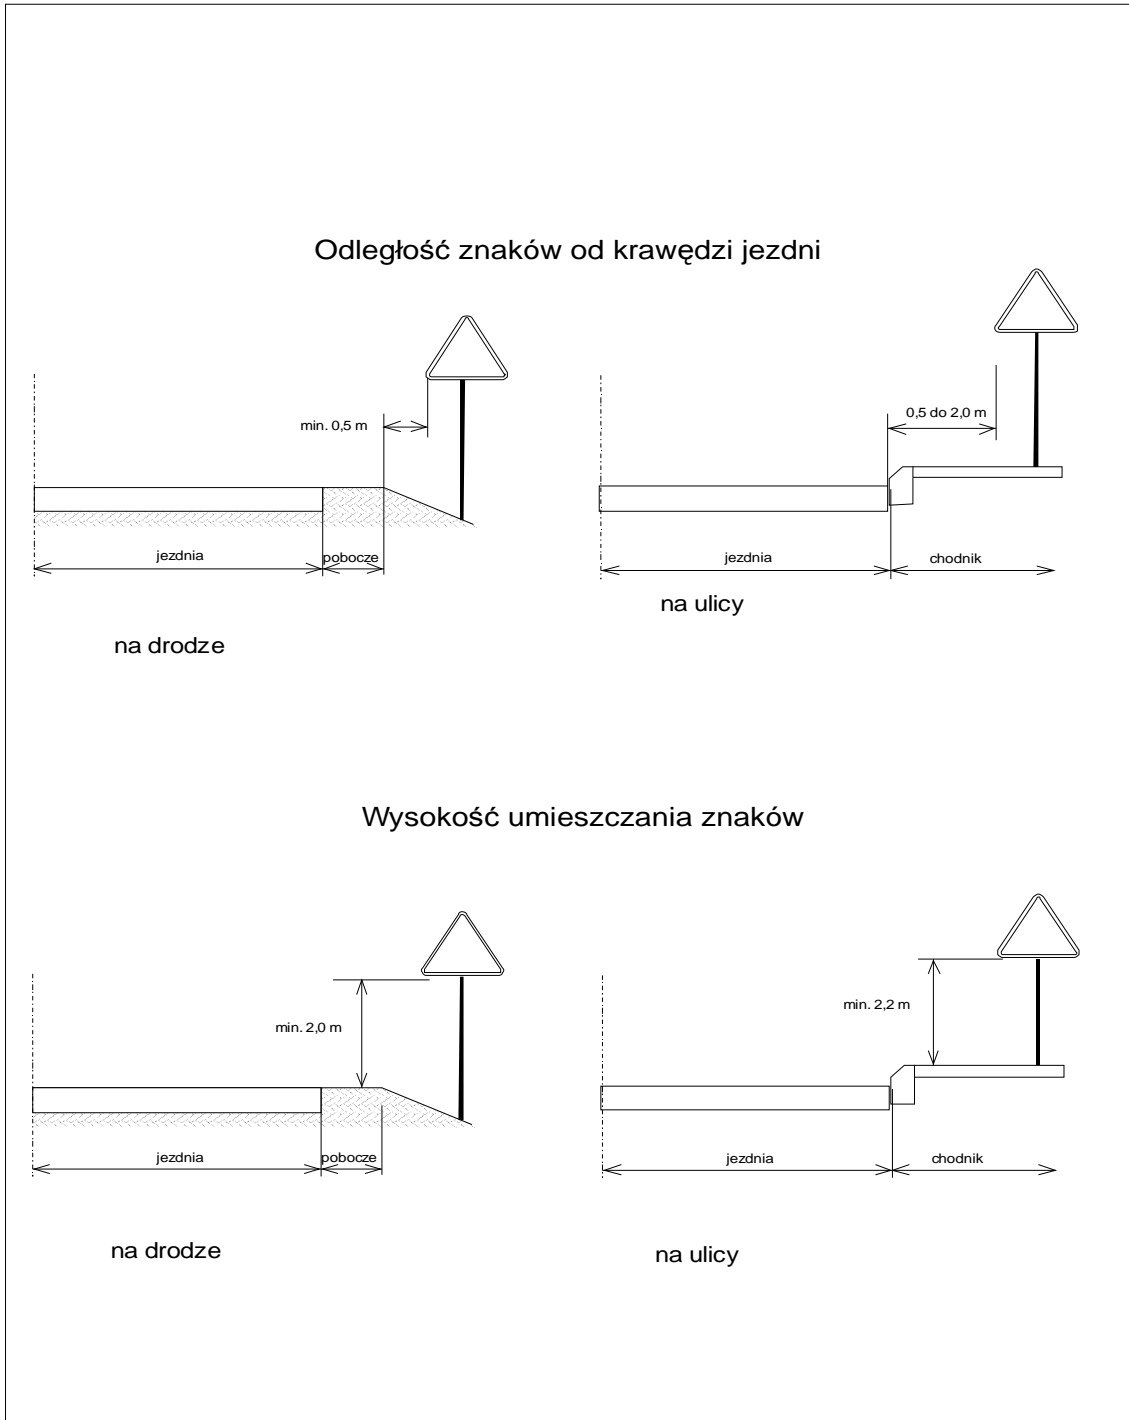 Odległość znaków od krawędzi jezdni
min. 0,5 m
jezdnia
pobocze
na drodze
0,5 do 2,0 m
jezdnia
chodnik
na ulicy
Wysokość umieszczania znaków
min. 2,0 m
jezdnia
pobocze
na drodze
min. 2,2 m
jezdnia
chodnik
na ulicy